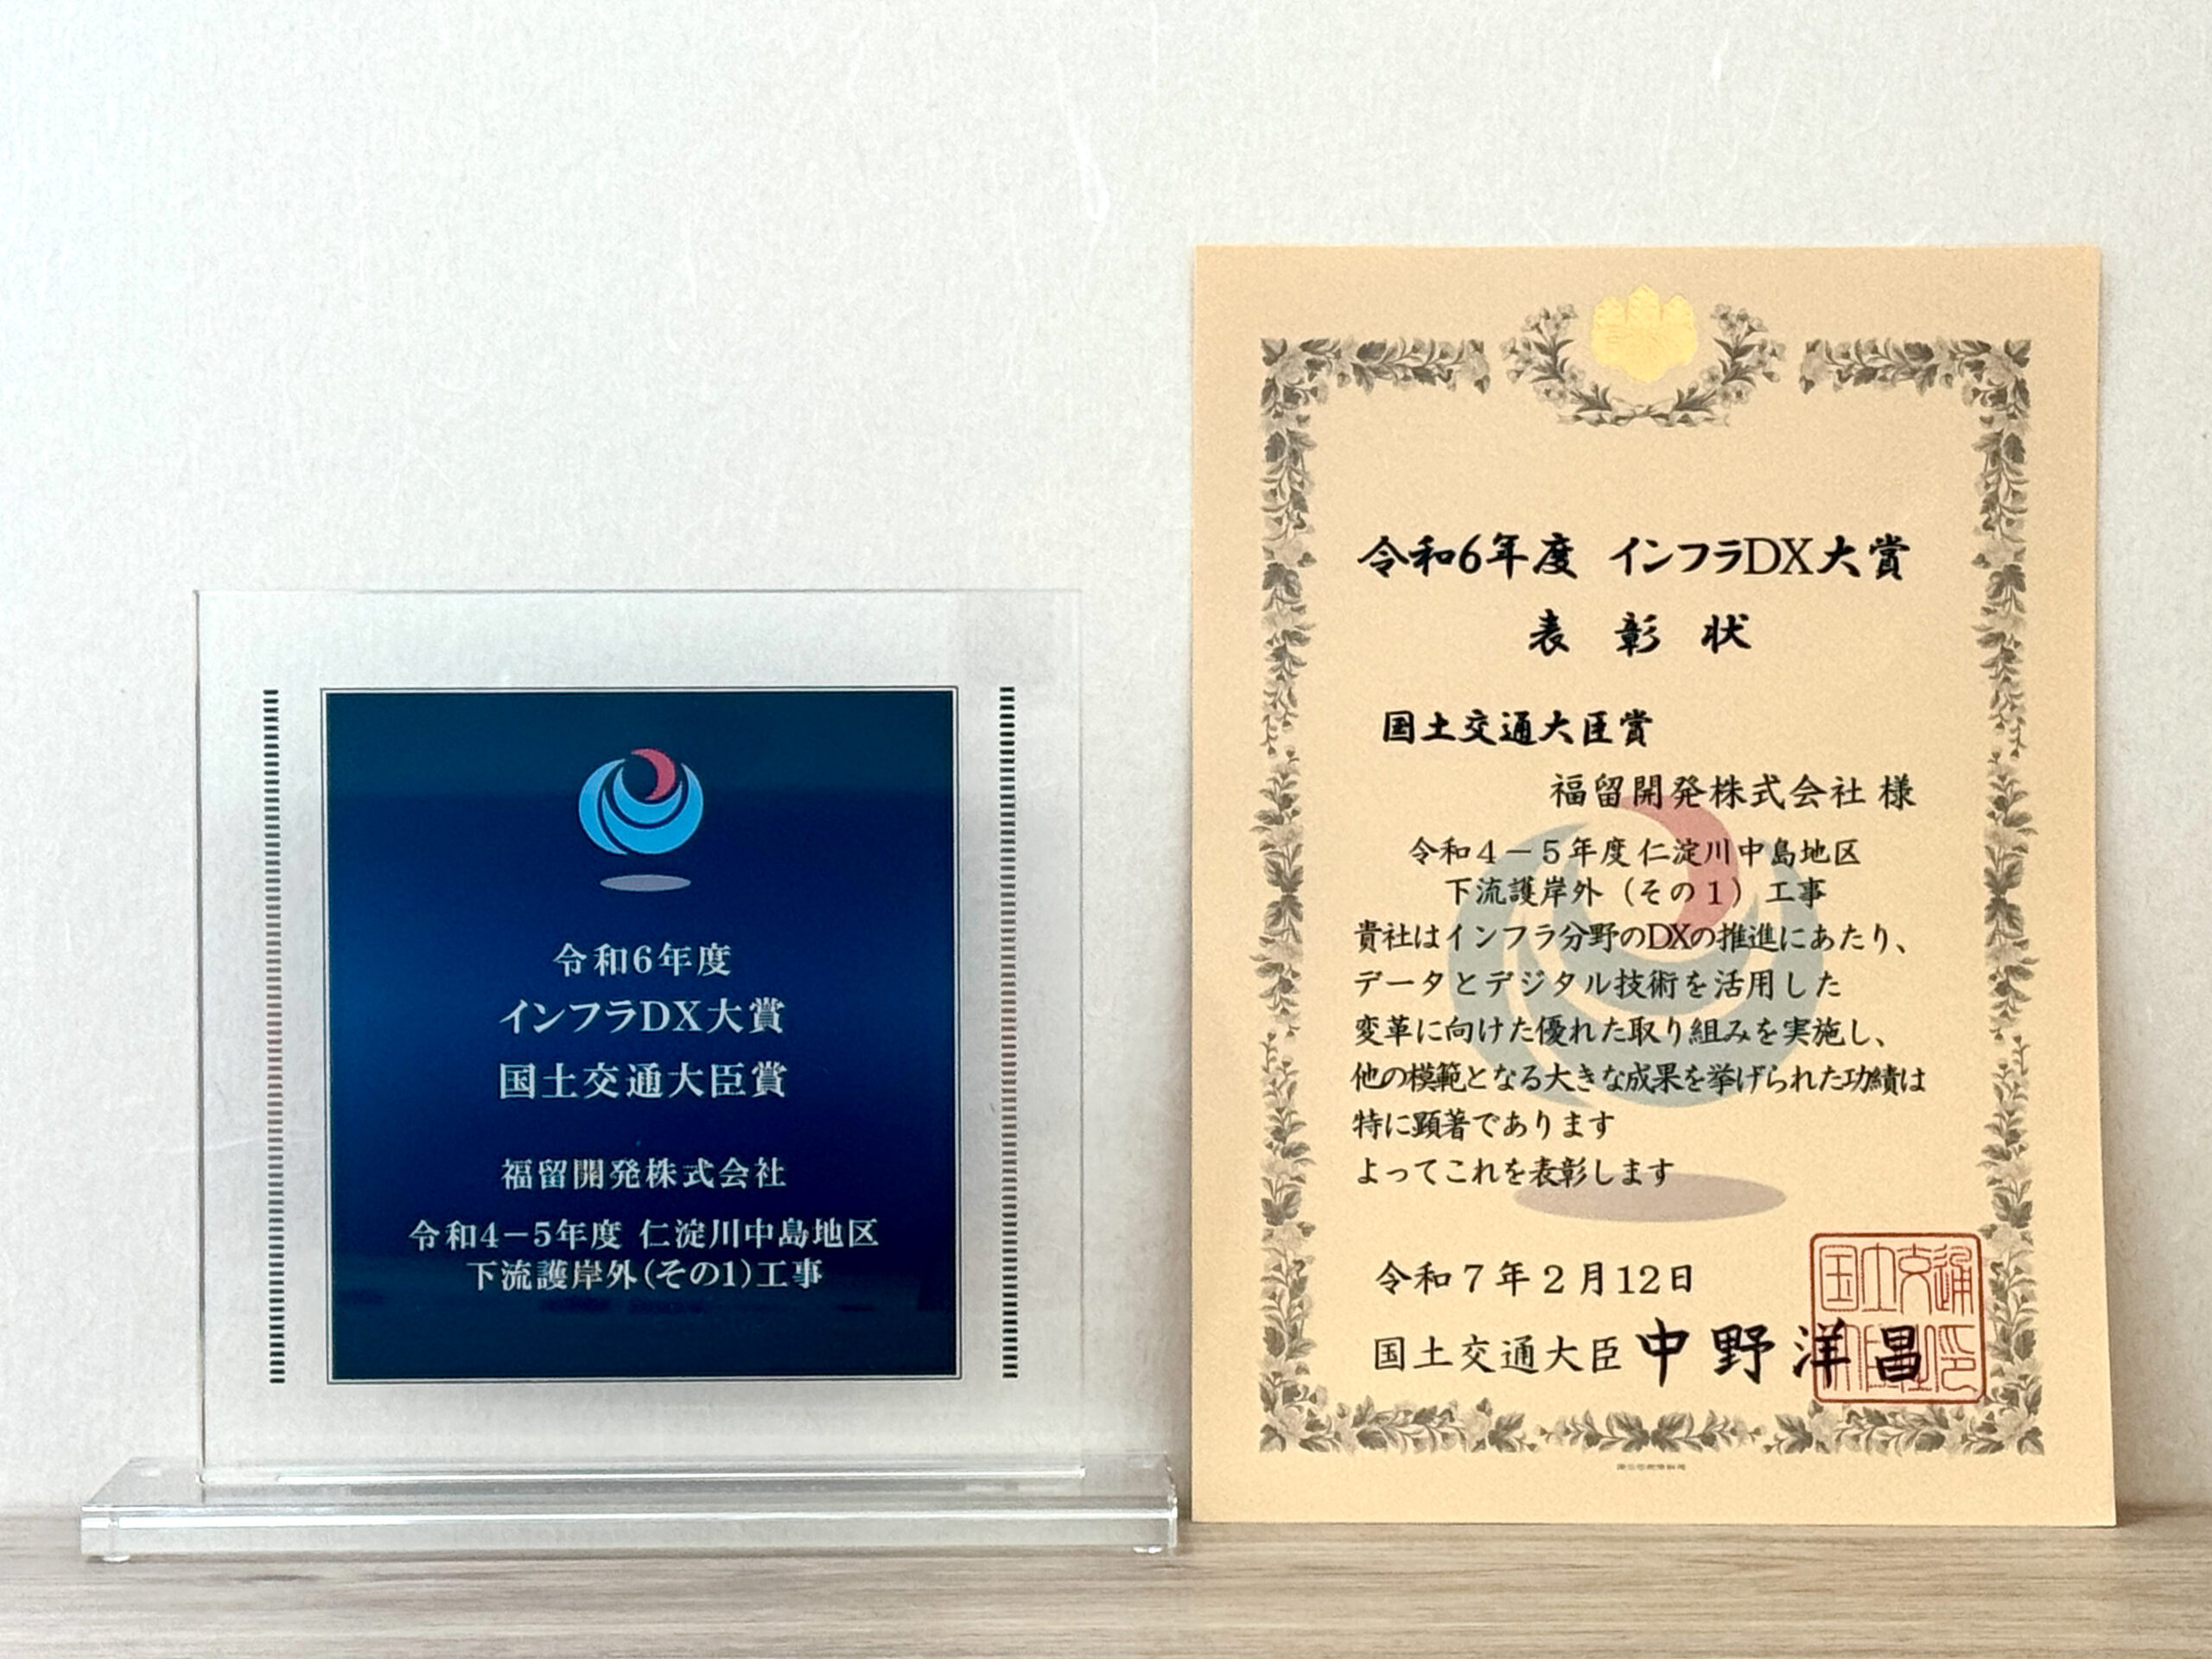 令和6年度
インフラDX大賞
国土交通大臣賞
福留開発株式会社
令和4−5年度 仁淀川中島地区
下流護岸外(その1)工事
令和6年度 インフラDX大賞
表 彰 状
国土交通大臣賞
福留開発株式会社 様
令和4−5年度 仁淀川中島地区
下流護岸外（その1）工事
貴社はインフラ分野のDXの推進にあたり、
データとデジタル技術を活用した
変革に向けた優れた取り組みを実施し、
他の模範となる大きな成果を挙げられた功績は
特に顕著であります
よってこれを表彰します
令和7年2月12日
国土交通大臣 中野洋昌